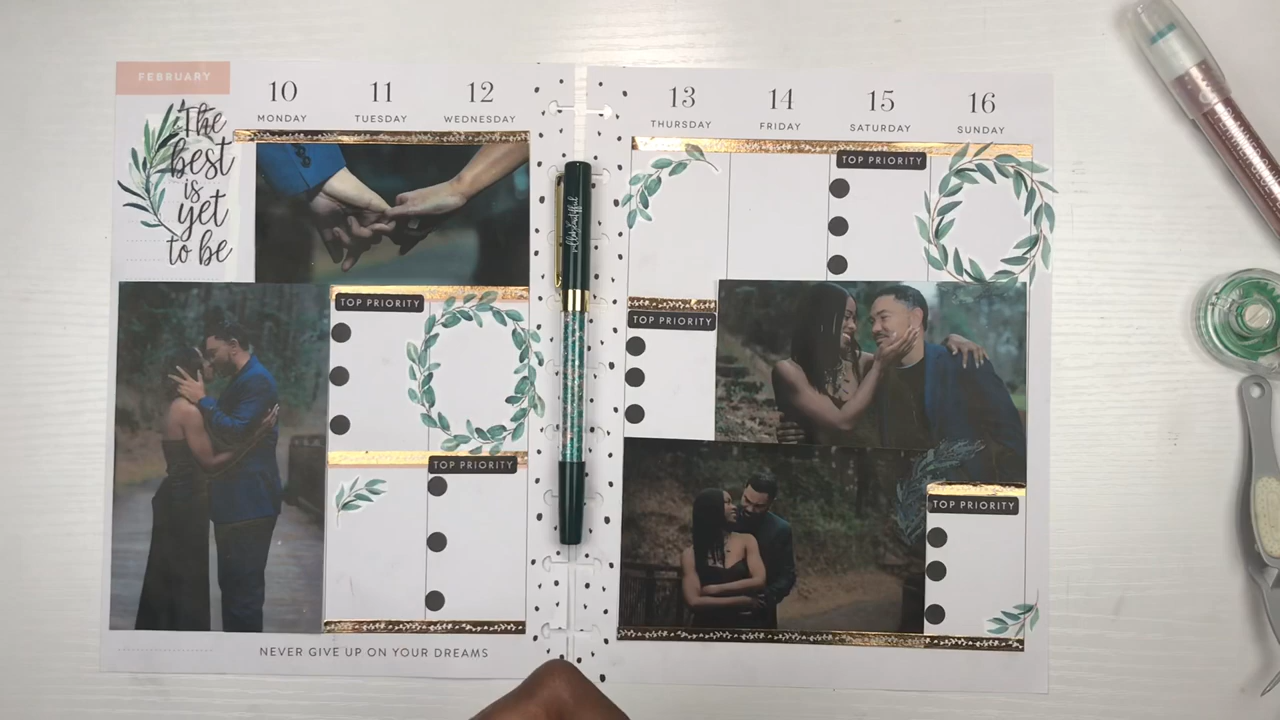 FEBRUARY
The
best
is
yet
to be
10
MONDAY
11
TUESDAY
12
WEDNESDAY
TOP PRIORITY
TOP PRIORITY
NEVER GIVE UP ON YOUR DREAMS
13
THURSDAY
14
FRIDAY
15
SATURDAY
16
SUNDAY
TOP PRIORITY
TOP PRIORITY
TOP PRIORITY